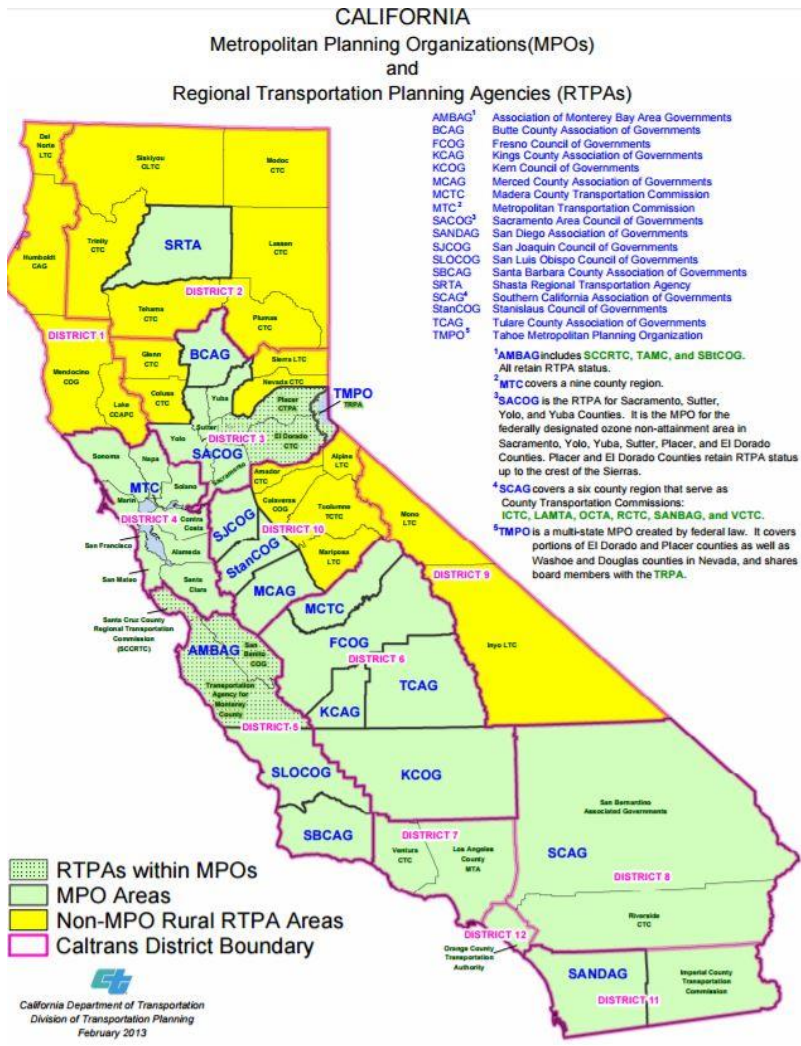 CALIFORNIA
Metropolitan Planning Organizations(MPOs)
and
Regional Transportation Planning Agencies (RTPAs)
AMBAG1 Association of Monterey Bay Area Governments
BCAG Butte County Association of Governments
FCOG Fresno Council of Governments
KCAG Kings County Association of Governments
KCOG Kern Council of Governments
MCAG Merced County Association of Governments
MCTC Madera County Transportation Commission
MTC2 Metropolitan Transportation Commission
SACOG3 Sacramento Area Council of Governments
SANDAG San Diego Association of Governments
SJCOG San Joaquin Council of Governments
SLOCOG San Luis Obispo Council of Governments
SBCAG Santa Barbara County Association of Governments
SRTA Shasta Regional Transportation Agency
SCAG4 Southern California Association of Governments
StanCOG Stanislaus Council of Governments
TCAG Tulare County Association of Governments
TMPO5 Tahoe Metropolitan Planning Organization
1AMBAG includes SCCRTC, TAMC, and SBtCOG.
All retain RTPA status.
2MTC covers a nine county region.
3SACOG is the RTPA for Sacramento, Sutter,
Yolo, and Yuba Counties. It is the MPO for the
federally designated ozone non-attainment area in
Sacramento, Yolo, Yuba, Sutter, Placer, and El Dorado
Counties. Placer and El Dorado Counties retain RTPA status
up to the crest of the Sierras.
4SCAG covers a six county region that serve as
County Transportation Commissions:
ICTC, LAMTA, OCTA, RCTC, SANBAG, and VCTC.
5TMPO is a multi-state MPO created by federal law. It covers
portions of El Dorado and Placer counties as well as
Washoe and Douglas counties in Nevada, and shares
board members with the TRPA.
Del
Norte
LTC
Siskiyou
CLTC
Modoc
CTC
Humboldt
CAG
Trinity
CTC
SRTA
Lassen
CTC
DISTRICT 2
Tehama
CTC
Plumas
CTC
DISTRICT 1
Mendocino
COG
Glenn
CTC
BCAG
Sierra LTC
Nevada CTC
Lake
CCAPC
Colusa
CTC
Yuba
Placer
CTPA
TMPO
TRPA
Sutter
Yolo
DISTRICT 3
El Dorado
CTC
SACOG
Sacramento
Sonoma
Napa
Solano
MTC
Marin
DISTRICT 4
Contra
Costa
San Francisco
Alameda
San Mateo
Santa
Clara
Amador
CTC
Alpine
LTC
Calaveras
COG
Tuolumne
TCTC
Mono
LTC
SJCOG
DISTRICT 10
StanCOG
Mariposa
LTC
MCAG
MCTC
DISTRICT 9
Santa Cruz County
Regional Transportation
Commission
(SCCRTC)
AMBAG
San
Benito
COG
Transportation
Agency for
Monterey
County
FCOG
DISTRICT 6
Inyo LTC
TCAG
KCAG
DISTRICT 5
SLOCOG
KCOG
SBCAG
DISTRICT 7
Ventura
CTC
Los Angeles
County
MTA
San Bernardino
Associated Governments
SCAG
DISTRICT 8
Riverside
CTC
DISTRICT 12
Orange County
Transportation
Authority
SANDAG
DISTRICT 11
Imperial County
Transportation
Commission
RTPAs within MPOs
MPO Areas
Non-MPO Rural RTPA Areas
Caltrans District Boundary
ct
California Department of Transportation
Division of Transportation Planning
February 2013